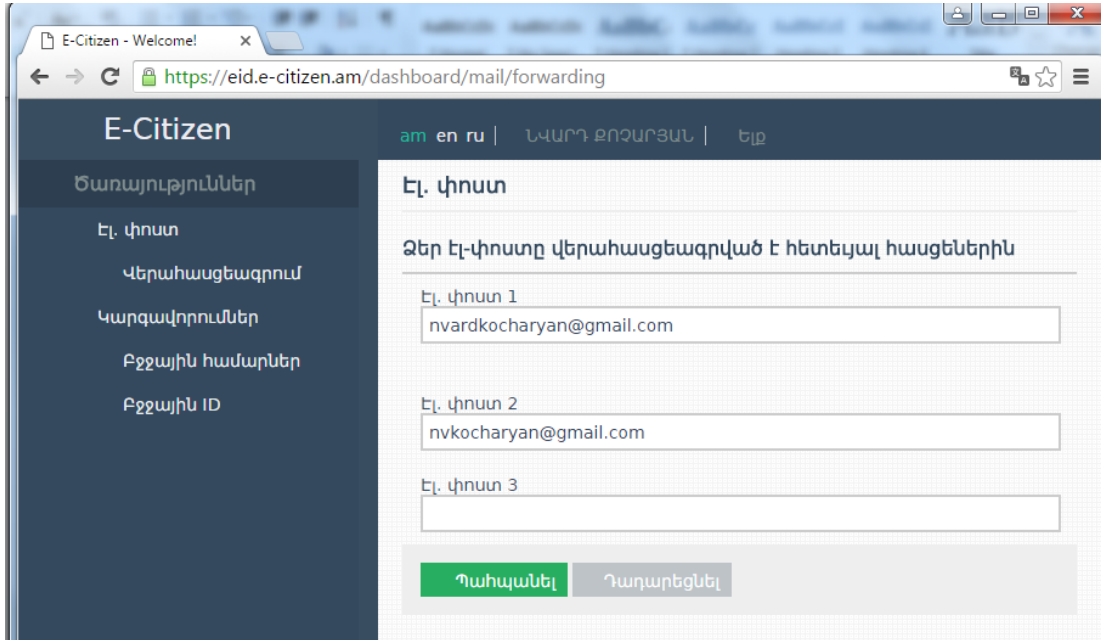 E-Citizen - Welcome!
https://eid.e-citizen.am/dashboard/mail/forwarding
E-Citizen
am en ru | ՆՎԱՐԴ ՔՈՉԱՐՅԱՆ | Ելք
Ծառայություններ
Էլ. փոստ
Վերահասցեագրում
Կարգավորումներ
Բջջային համարներ
Բջջային ID
Էլ. փոստ
Ձեր էլ-փոստը վերահասցեագրված է հետեւյալ հասցեներին
Էլ. փոստ 1
nvardkocharyan@gmail.com
Էլ. փոստ 2
nvkocharyan@gmail.com
Էլ. փոստ 3
Պահպանել
Դադարեցնել